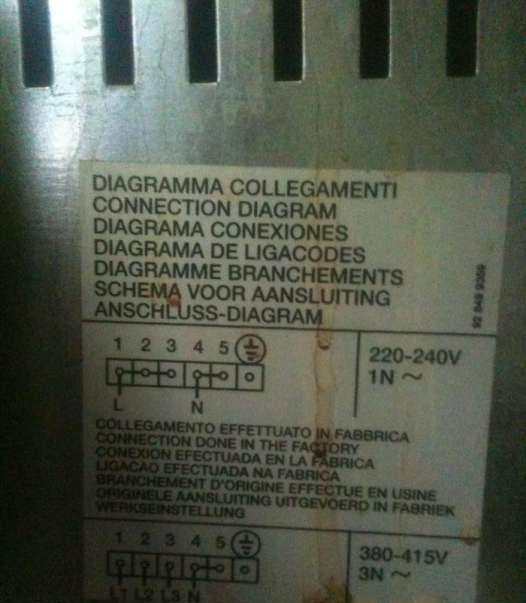 DIAGRAMMA COLLEGAMENTI
CONNECTION DIAGRAM
DIAGRAMA CONEXIONES
DIAGRAMA DE LIGACODES
DIAGRAMME BRANCHEMENTS
SCHEMA VOOR AANSLUITING
ANSCHLUSS-DIAGRAM
92 849 9359
1 2 3 4 5
L N
220-240V
1N ~
COLLEGAMENTO EFFETTUATO IN FABBRICA
CONNECTION DONE IN THE FACTORY
CONEXION EFECTUADA EN LA FABRICA
LIGACAO EFECTUADA NA FABRICA
BRANCHEMENT D'ORIGINE EFFECTUE EN USINE
ORIGINELE AANSLUITING UITGEVOERD IN FABRIEK
WERKSEINSTELLUNG
1 2 3 4 5
L1 L2 L3 N
380-415V
3N ~